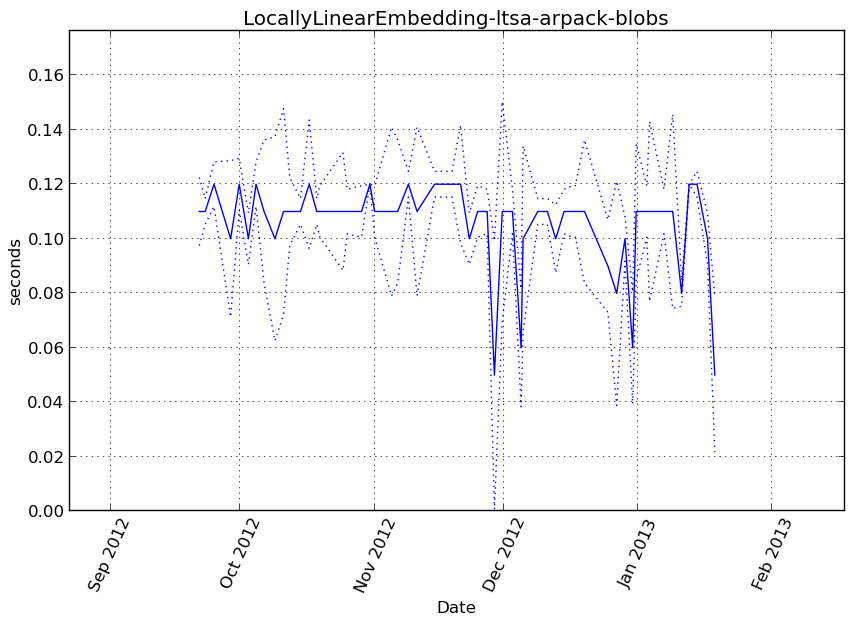 LocallyLinearEmbedding-ltsa-arpack-blobs
0.16
0.14
0.12
0.10
0.08
0.06
0.04
0.02
0.00
seconds
Sep 2012
Oct 2012
Nov 2012
Dec 2012
Jan 2013
Feb 2013
Date